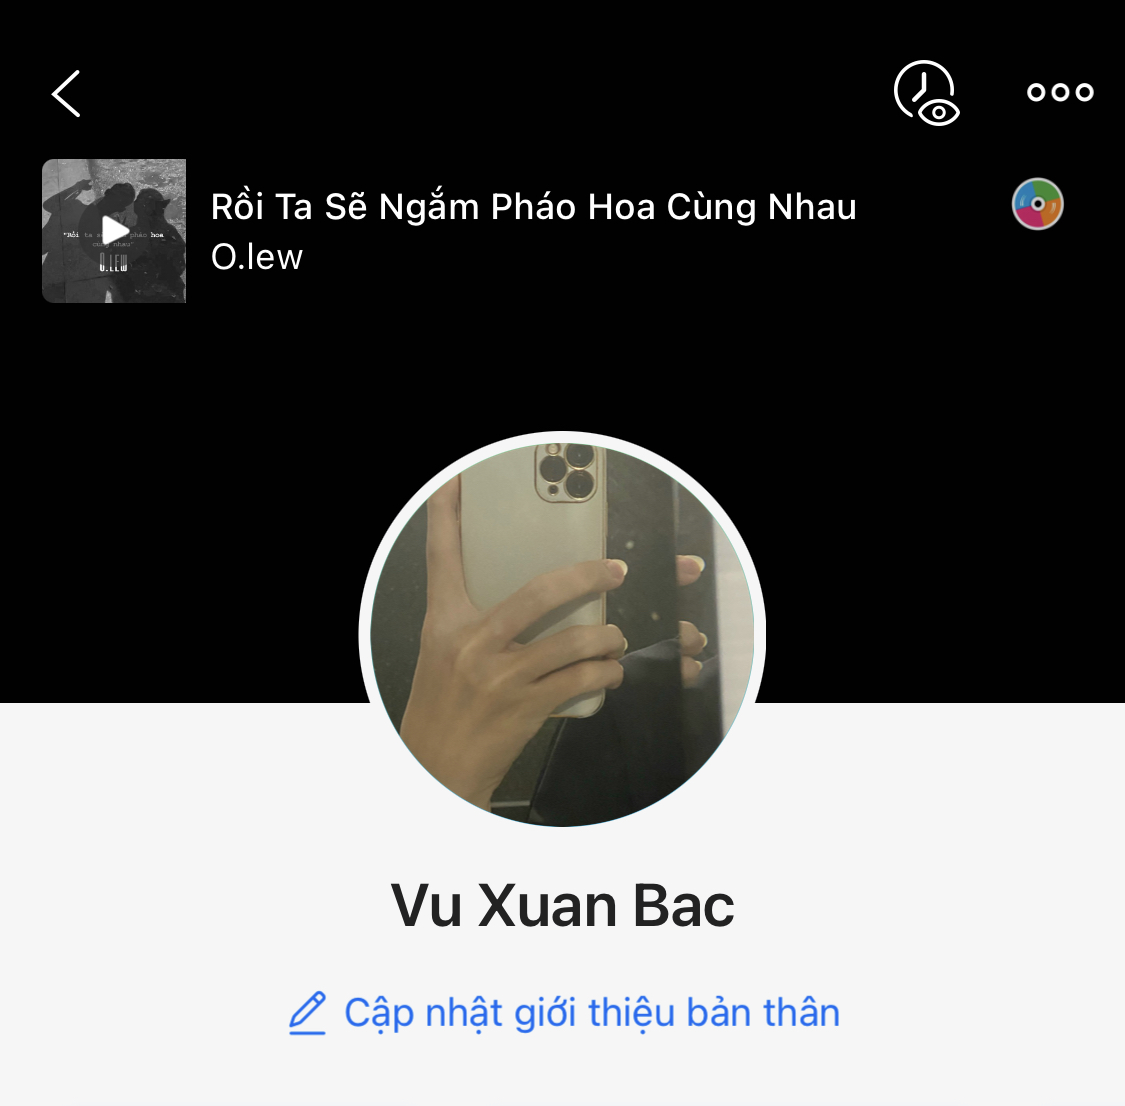 Rồi Ta Sẽ Ngắm Pháo Hoa Cùng Nhau
O.lew
"Rồi ta sẽ pháo hoa
cùng nhau"
O.LEW
Vu Xuan Bac
Cập nhật giới thiệu bản thân